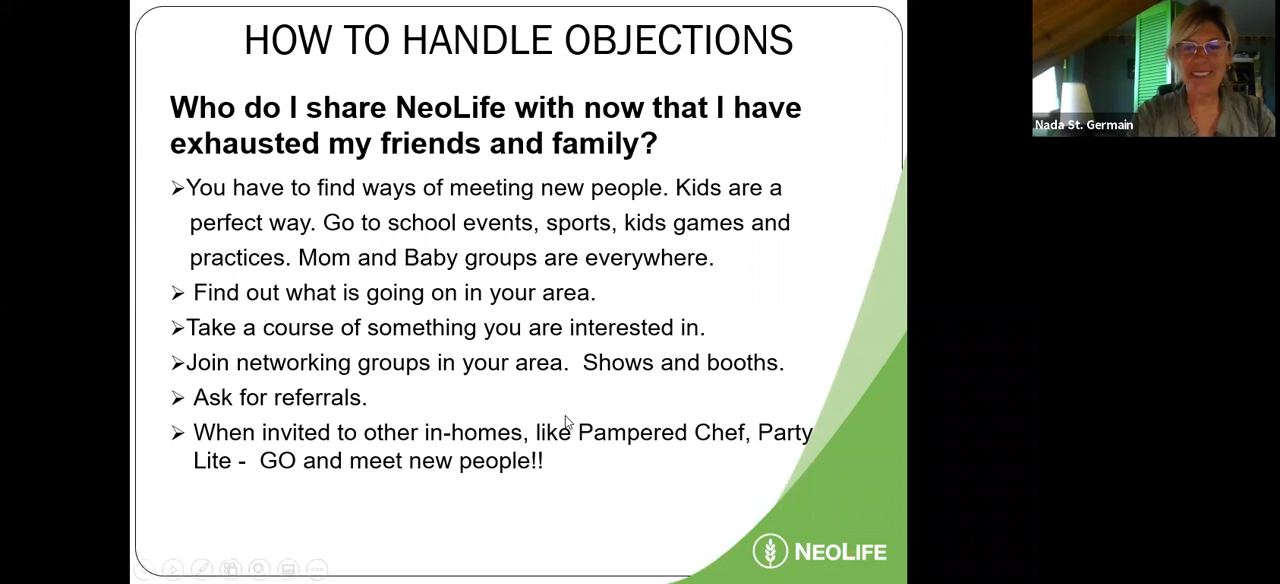 HOW TO HANDLE OBJECTIONS
Who do I share NeoLife with now that I have
exhausted my friends and family?
➢You have to find ways of meeting new people. Kids are a
perfect way. Go to school events, sports, kids games and
practices. Mom and Baby groups are everywhere.
➢ Find out what is going on in your area.
➢Take a course of something you are interested in.
➢Join networking groups in your area.  Shows and booths.
➢ Ask for referrals.
➢ When invited to other in-homes, like Pampered Chef, Party
Lite -  GO and meet new people!!
NEOLIFE
Nada St. Germain